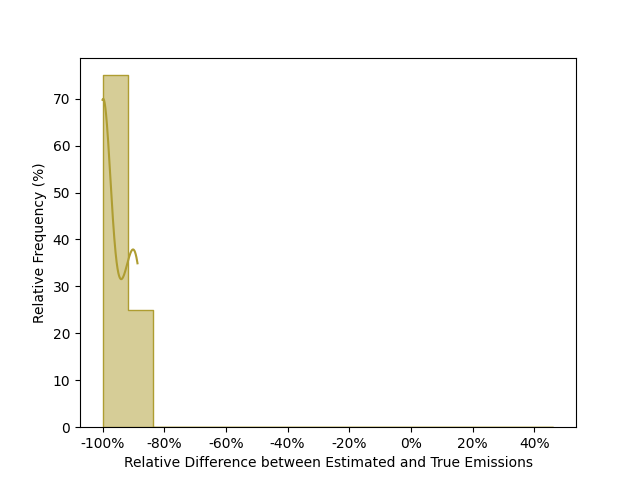 Relative Frequency (%)
70
60
50
40
30
20
10
0
-100% -80% -60% -40% -20% 0% 20% 40%
Relative Difference between Estimated and True Emissions